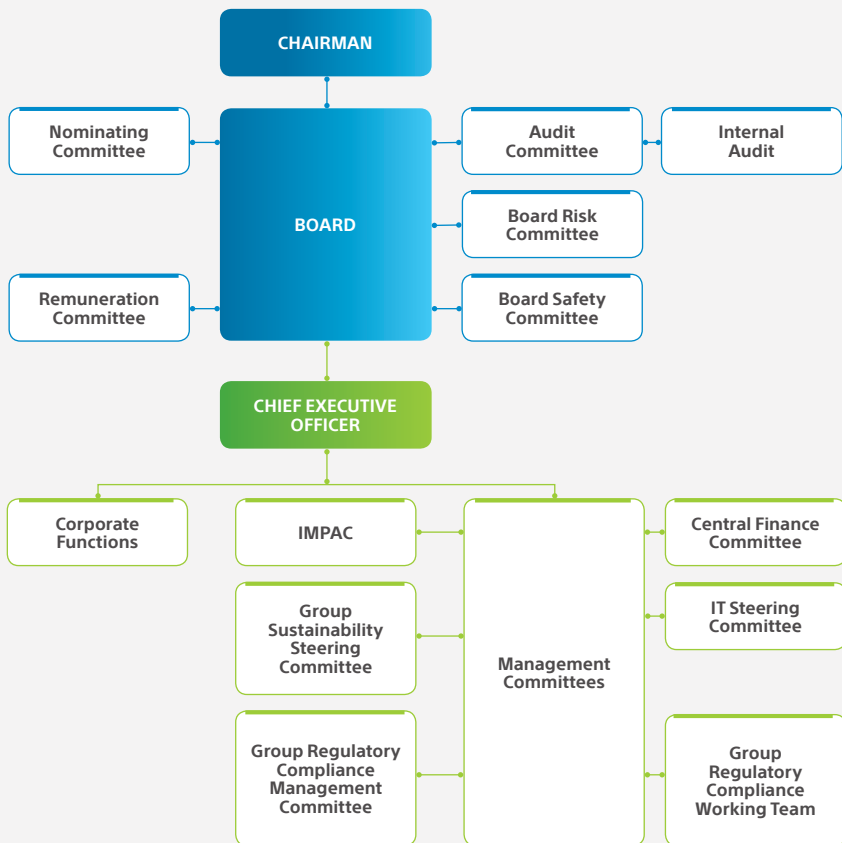 CHAIRMAN
Nominating
Committee
BOARD
Audit
Committee
Internal
Audit
Board Risk
Committee
Remuneration
Committee
Board Safety
Committee
CHIEF EXECUTIVE
OFFICER
Corporate
Functions
IMPAC
Management
Committees
Central Finance
Committee
Group
Sustainability
Steering
Committee
IT Steering
Committee
Group Regulatory
Compliance
Management
Committee
Group
Regulatory
Compliance
Working Team